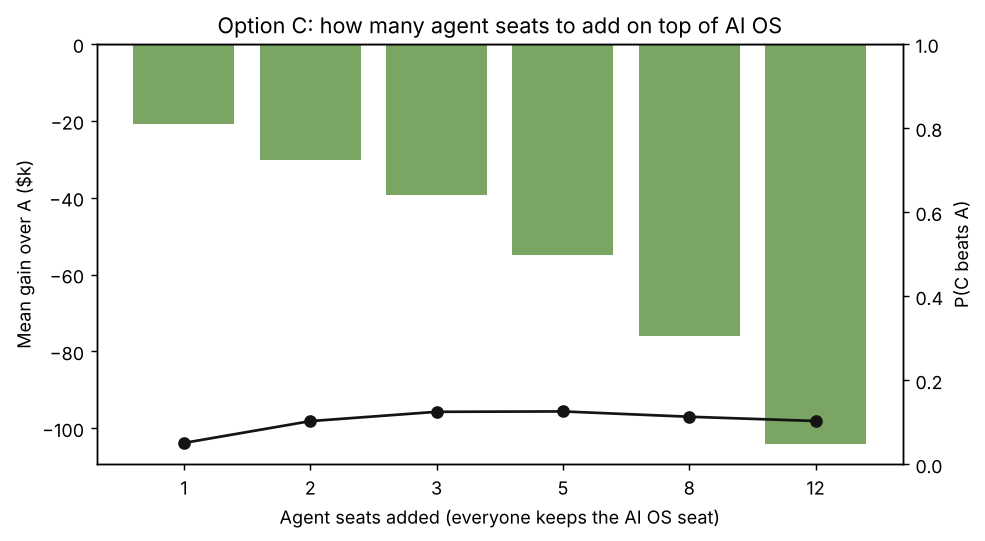 Option C: how many agent seats to add on top of AI OS
Mean gain over A ($k)
0
−20
−40
−60
−80
−100
1.0
0.8
0.6
0.4
0.2
0.0
P(C beats A)
1 2 3 5 8 12
Agent seats added (everyone keeps the AI OS seat)